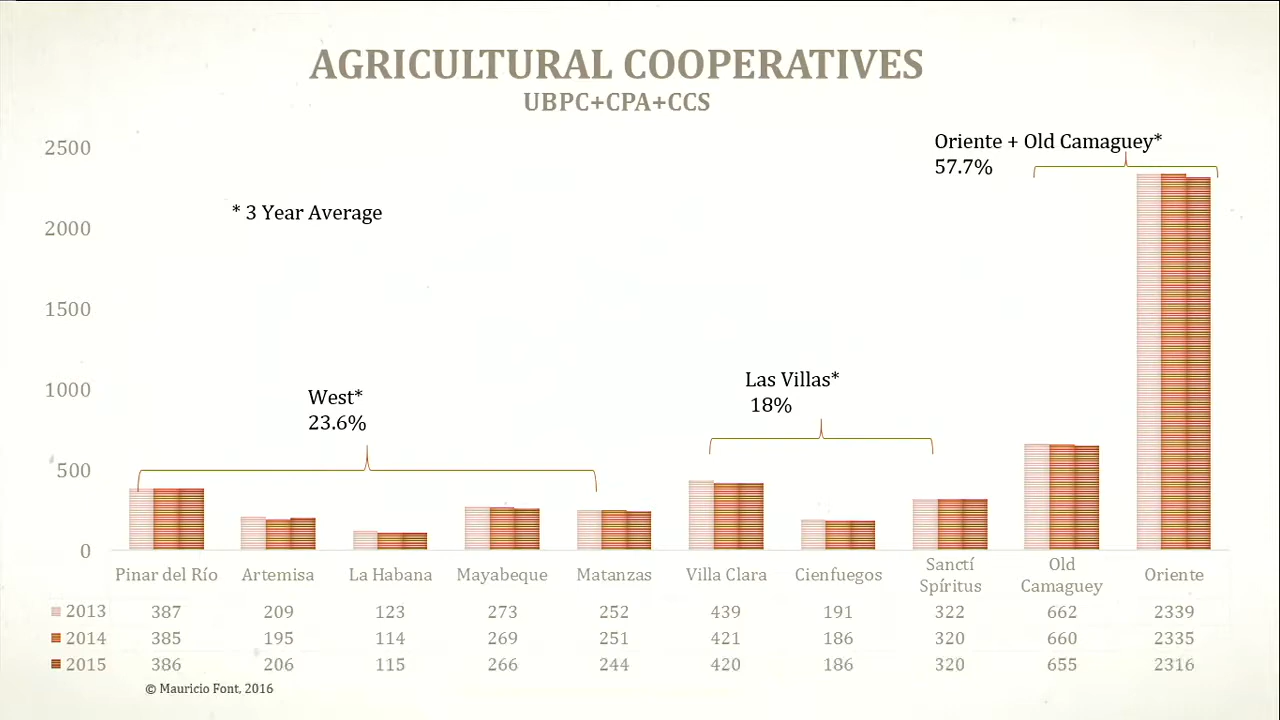 AGRICULTURAL COOPERATIVES
UBPC+CPA+CCS
2500
2000
1500
1000
500
0
* 3 Year Average
West*
23.6%
Las Villas*
18%
Oriente + Old Camaguey*
57.7%
Pinar del Río Artemisa La Habana Mayabeque Matanzas Villa Clara Cienfuegos Sanctí Spíritus Old Camaguey Oriente
2013 387 209 123 273 252 439 191 322 662 2339
2014 385 195 114 269 251 421 186 320 660 2335
2015 386 206 115 266 244 420 186 320 655 2316
© Mauricio Font, 2016